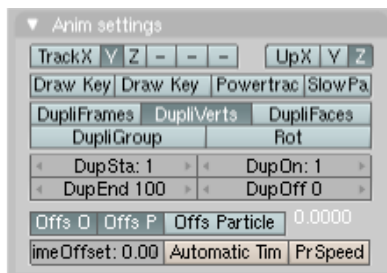 Anim settings
TrackX Y Z - - - UpX Y Z
Draw Key Draw Key Powertrac SlowPa
DupliFrames DupliVerts DupliFaces
DupliGroup Rot
DupSta: 1 DupOn: 1
DupEnd 100 DupOff 0
Offs O Offs P Offs Particle 0.0000
imeOffset: 0.00 Automatic Tim PrSpeed